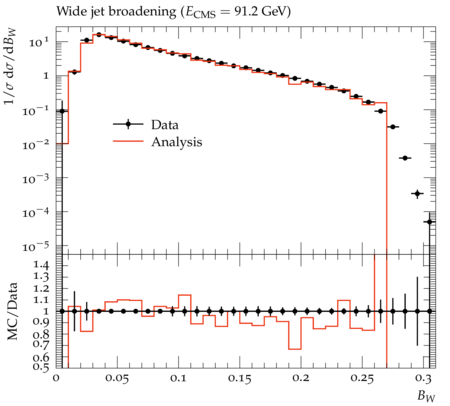 Wide jet broadening (E_CMS = 91.2 GeV)
1/σ dσ/dB_W
10^1
1
10^−1
10^−2
10^−3
10^−4
10^−5
Data
Analysis
MC/Data
1.4
1.3
1.2
1.1
1
0.9
0.8
0.7
0.6
0.5
0 0.05 0.1 0.15 0.2 0.25 0.3
B_W